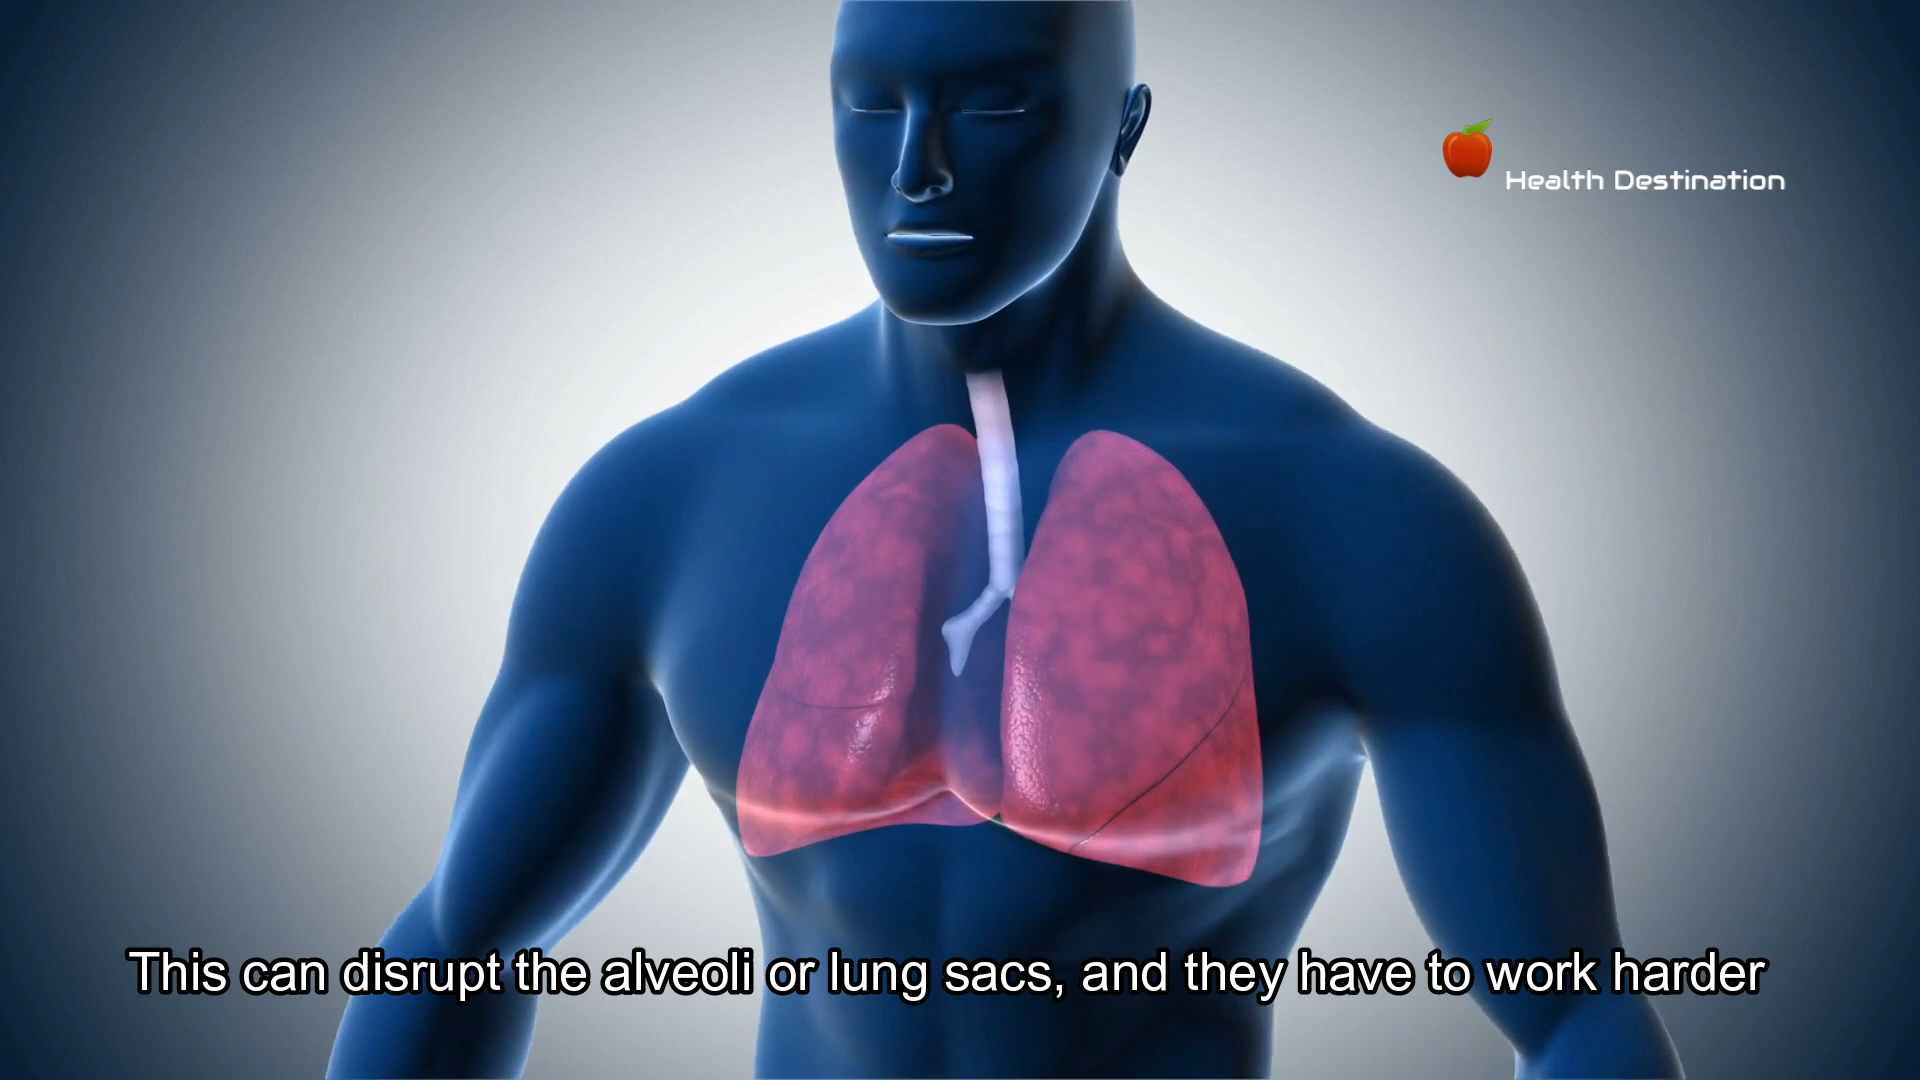 Health Destination
This can disrupt the alveoli or lung sacs, and they have to work harder